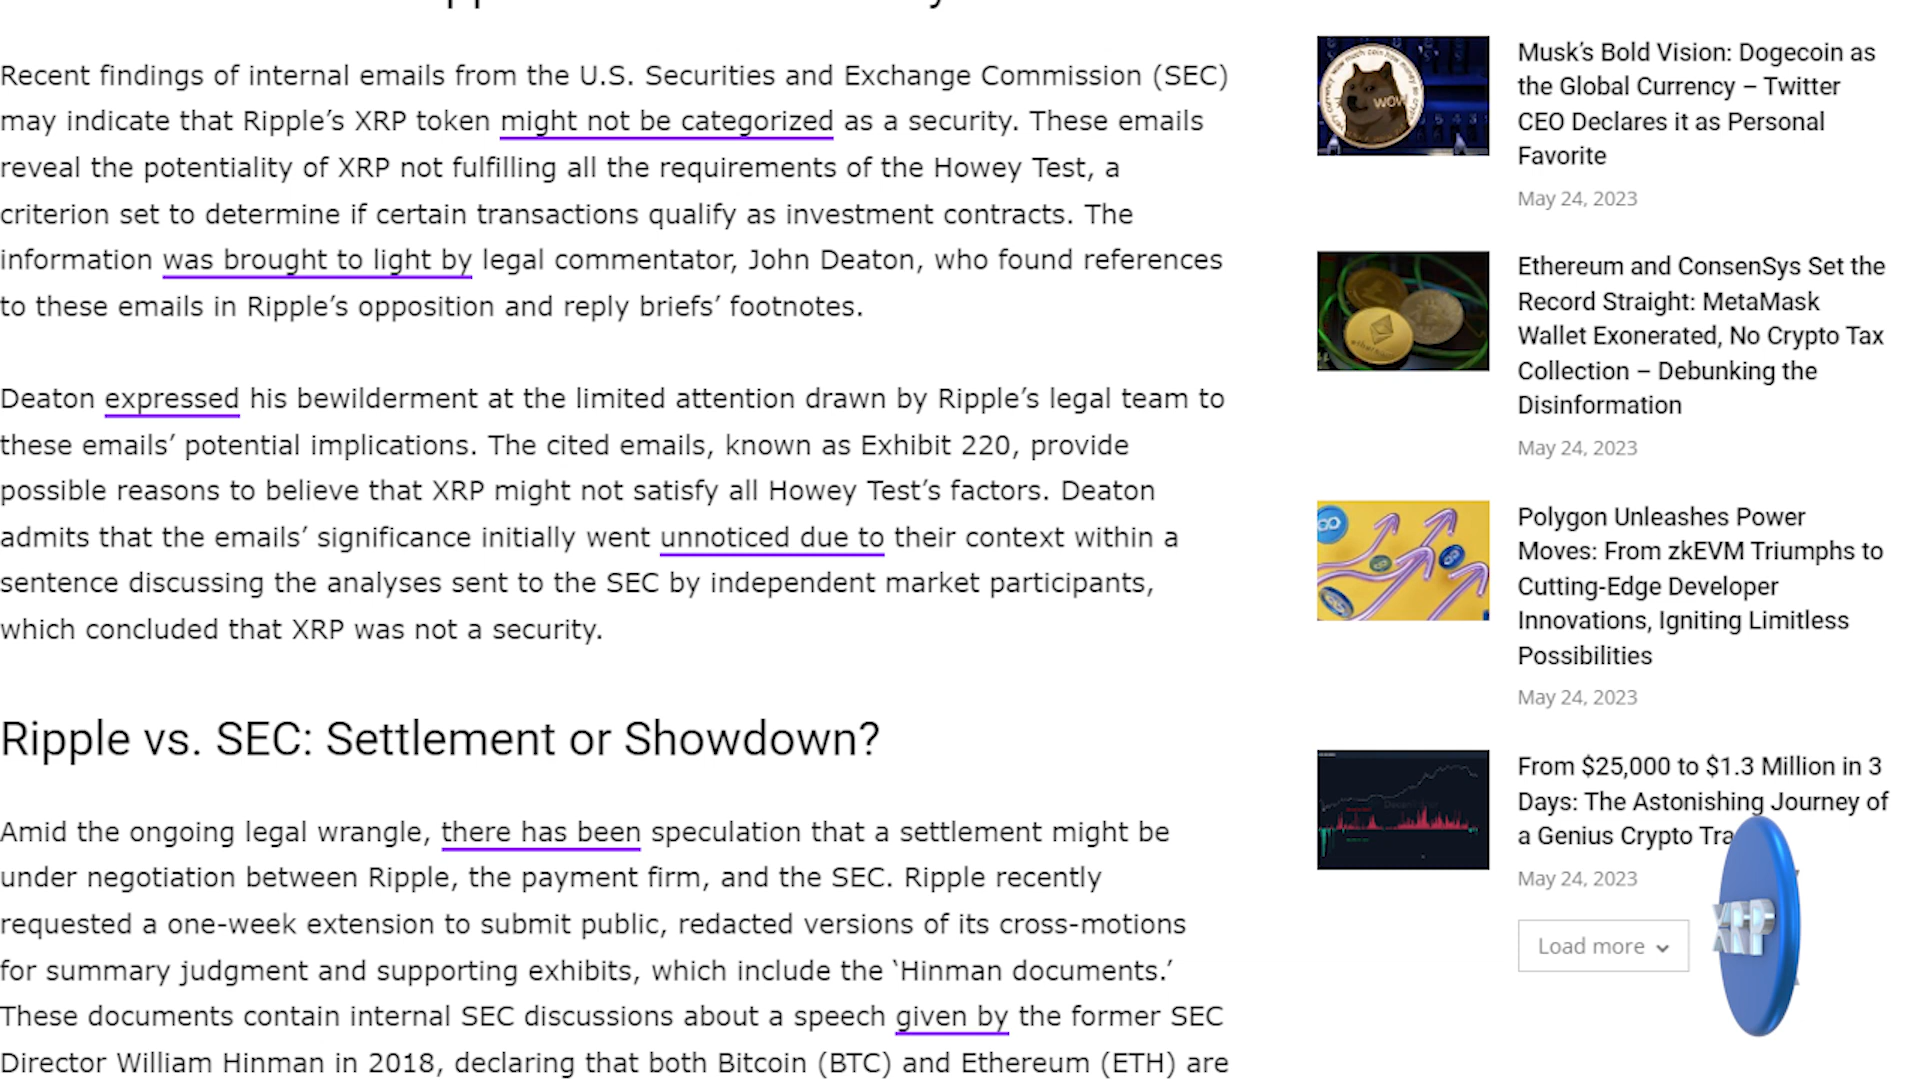 Recent findings of internal emails from the U.S. Securities and Exchange Commission (SEC)
may indicate that Ripple’s XRP token might not be categorized as a security. These emails
reveal the potentiality of XRP not fulfilling all the requirements of the Howey Test, a
criterion set to determine if certain transactions qualify as investment contracts. The
information was brought to light by legal commentator, John Deaton, who found references
to these emails in Ripple’s opposition and reply briefs’ footnotes.
Deaton expressed his bewilderment at the limited attention drawn by Ripple’s legal team to
these emails’ potential implications. The cited emails, known as Exhibit 220, provide
possible reasons to believe that XRP might not satisfy all Howey Test’s factors. Deaton
admits that the emails’ significance initially went unnoticed due to their context within a
sentence discussing the analyses sent to the SEC by independent market participants,
which concluded that XRP was not a security.
Ripple vs. SEC: Settlement or Showdown?
Amid the ongoing legal wrangle, there has been speculation that a settlement might be
under negotiation between Ripple, the payment firm, and the SEC. Ripple recently
requested a one-week extension to submit public, redacted versions of its cross-motions
for summary judgment and supporting exhibits, which include the ‘Hinman documents.’
These documents contain internal SEC discussions about a speech given by the former SEC
Director William Hinman in 2018, declaring that both Bitcoin (BTC) and Ethereum (ETH) are
WOW
Musk’s Bold Vision: Dogecoin as
the Global Currency – Twitter
CEO Declares it as Personal
Favorite
May 24, 2023
Ethereum and ConsenSys Set the
Record Straight: MetaMask
Wallet Exonerated, No Crypto Tax
Collection – Debunking the
Disinformation
May 24, 2023
Polygon Unleashes Power
Moves: From zkEVM Triumphs to
Cutting-Edge Developer
Innovations, Igniting Limitless
Possibilities
May 24, 2023
From $25,000 to $1.3 Million in 3
Days: The Astonishing Journey of
a Genius Crypto Tra
May 24, 2023
Load more
XRP